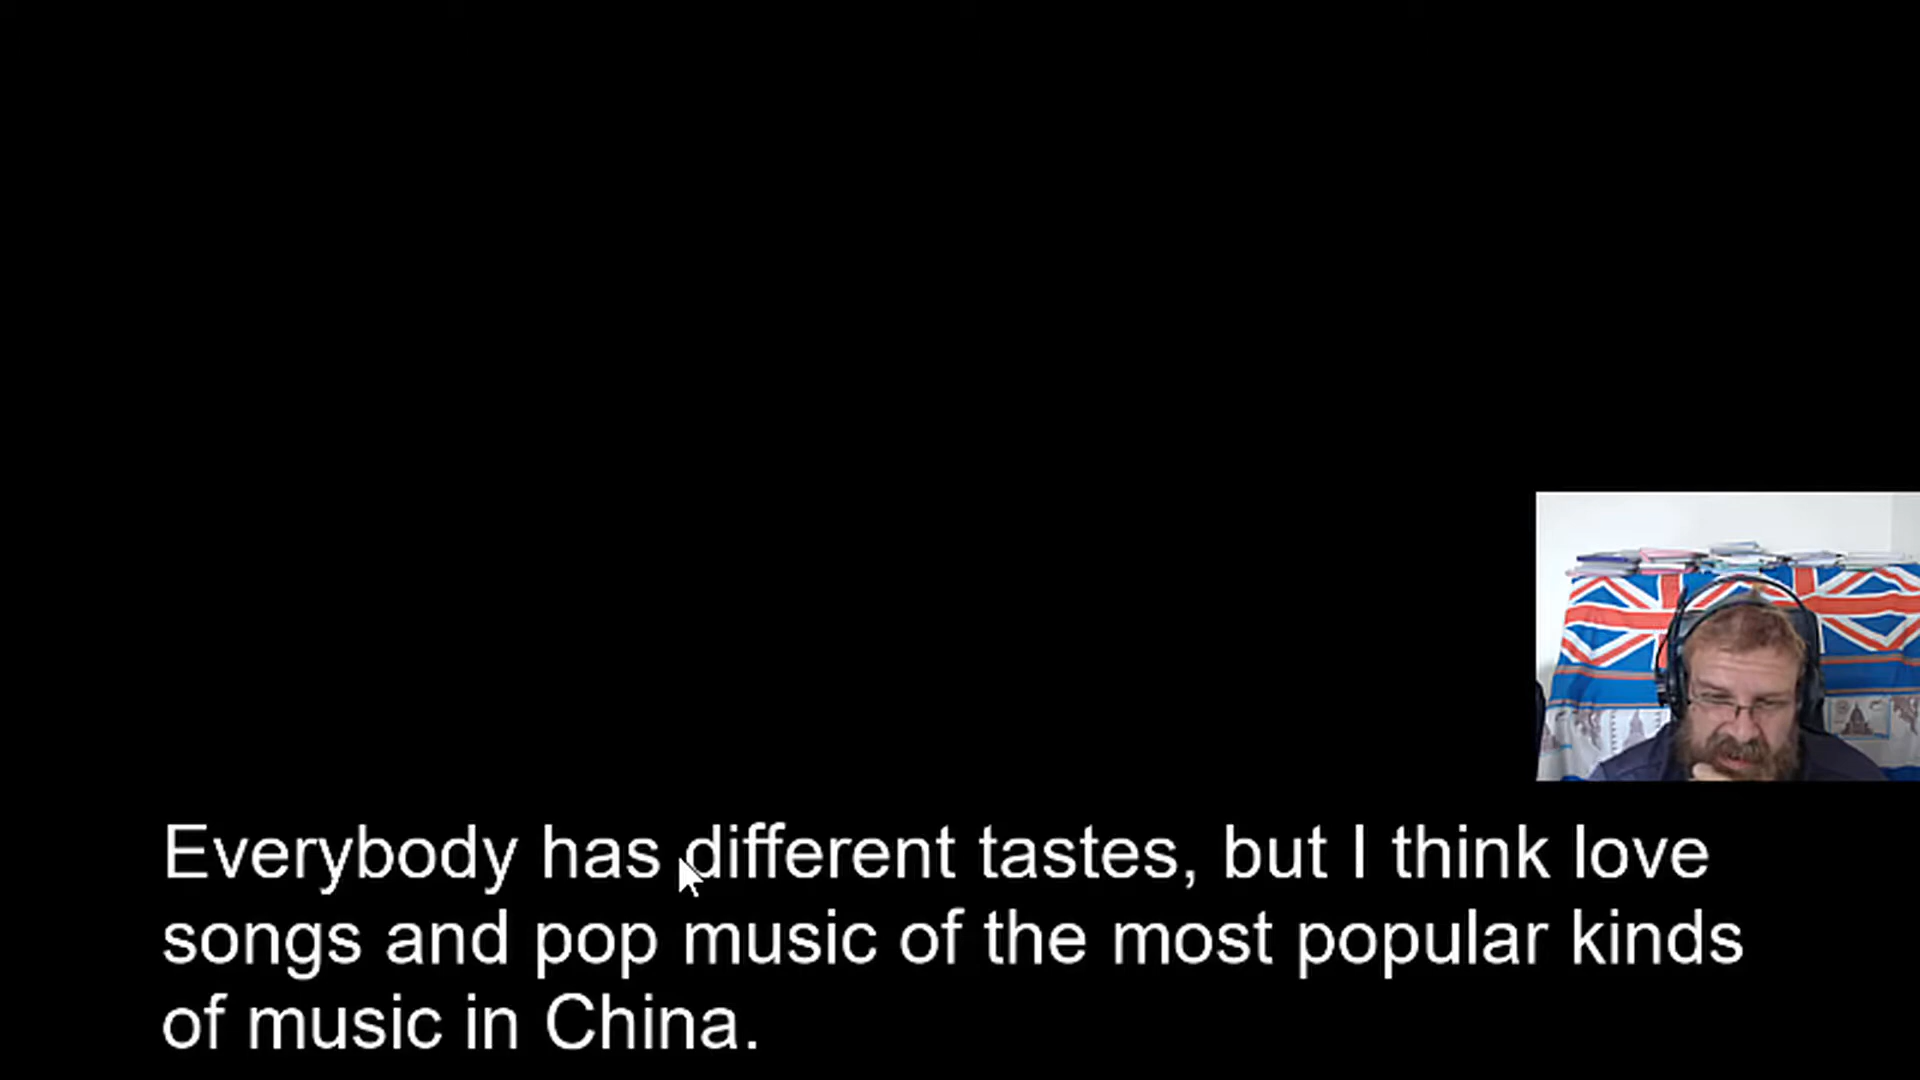 Everybody has different tastes, but I think love
songs and pop music of the most popular kinds
of music in China.